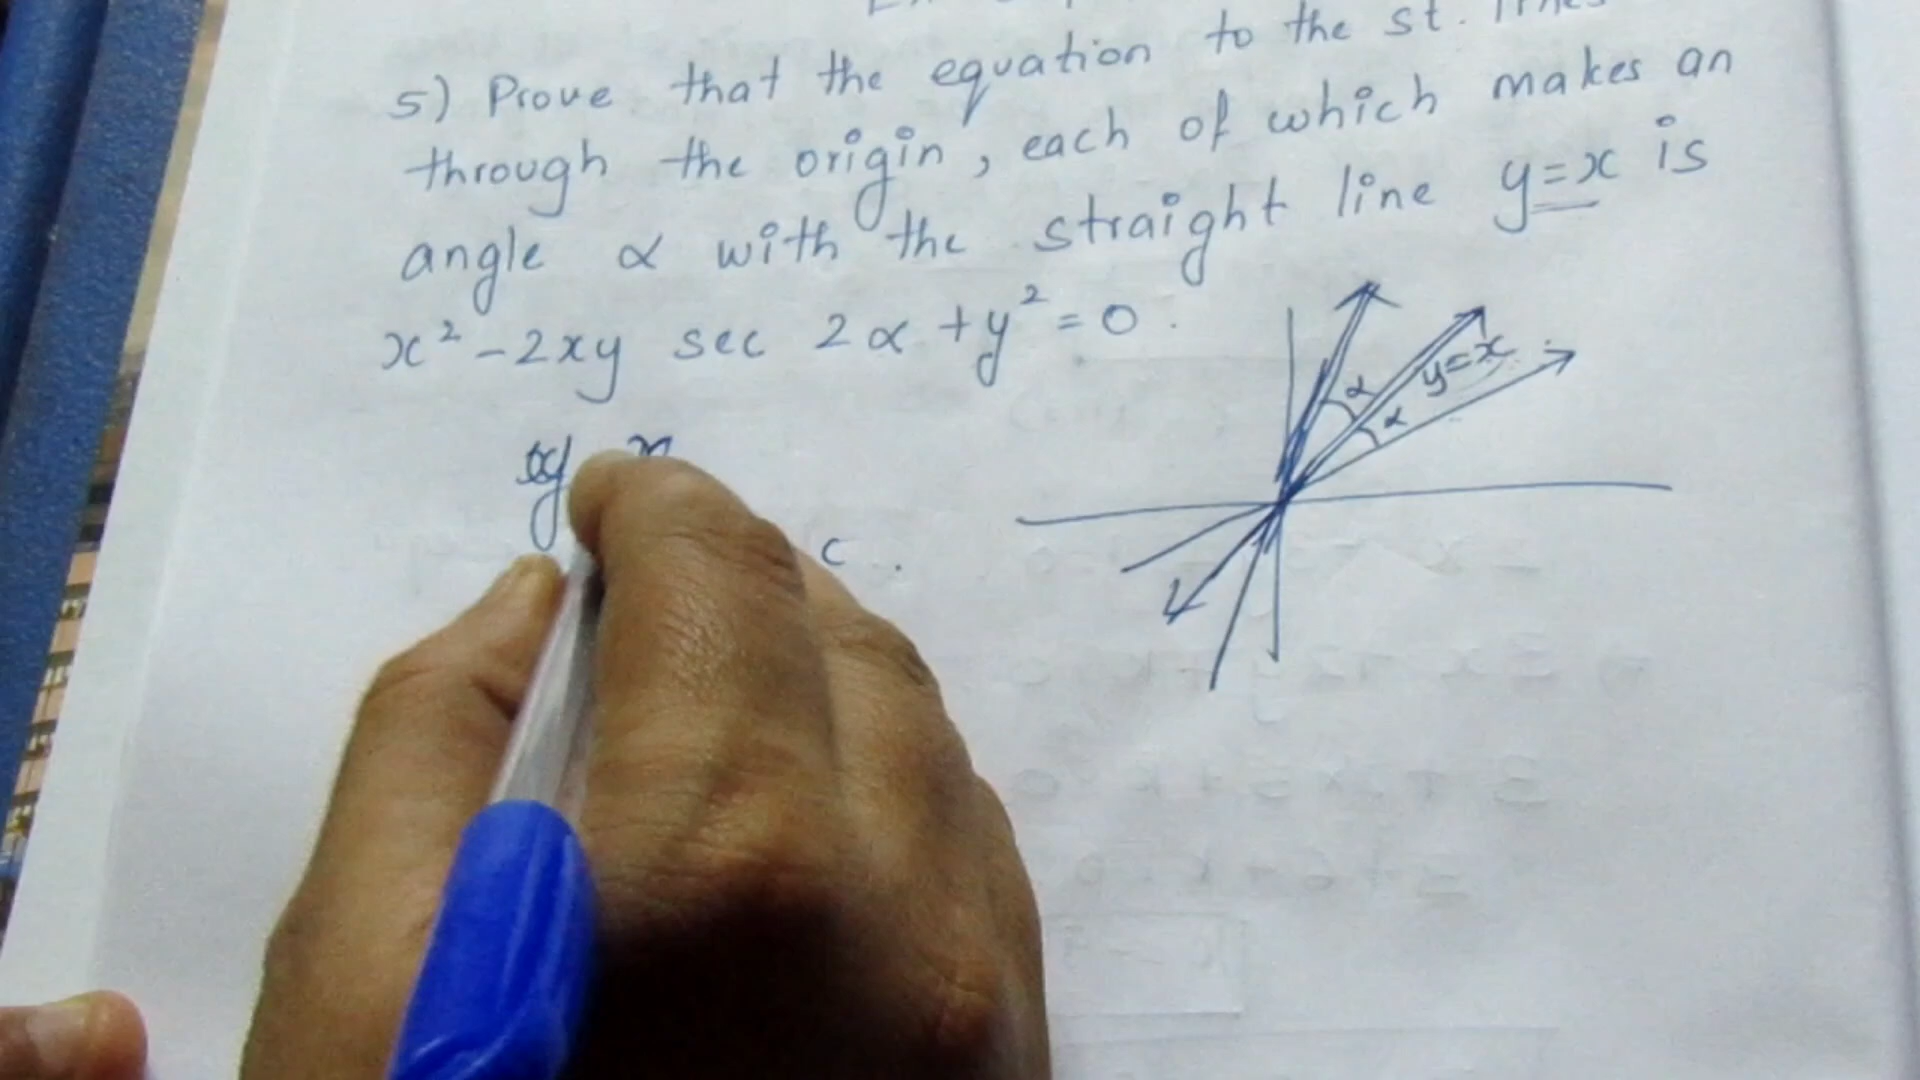 5) Prove that the equation to the st. lines
through the origin, each of which makes an
angle α with the straight line y=x is
x² - 2xy sec 2α + y² = 0.
y=x
α
α
c .